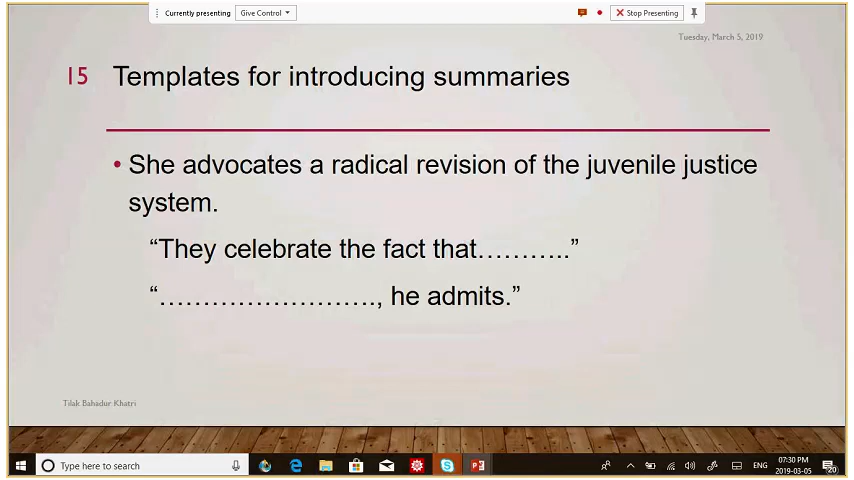 Currently presenting Give Control Stop Presenting
Tuesday, March 5, 2019
15 Templates for introducing summaries
• She advocates a radical revision of the juvenile justice
system.
“They celebrate the fact that………..”
“……………………., he admits.”
Tilak Bahadur Khatri
Type here to search
ENG
07:30 PM
2019-03-05
20